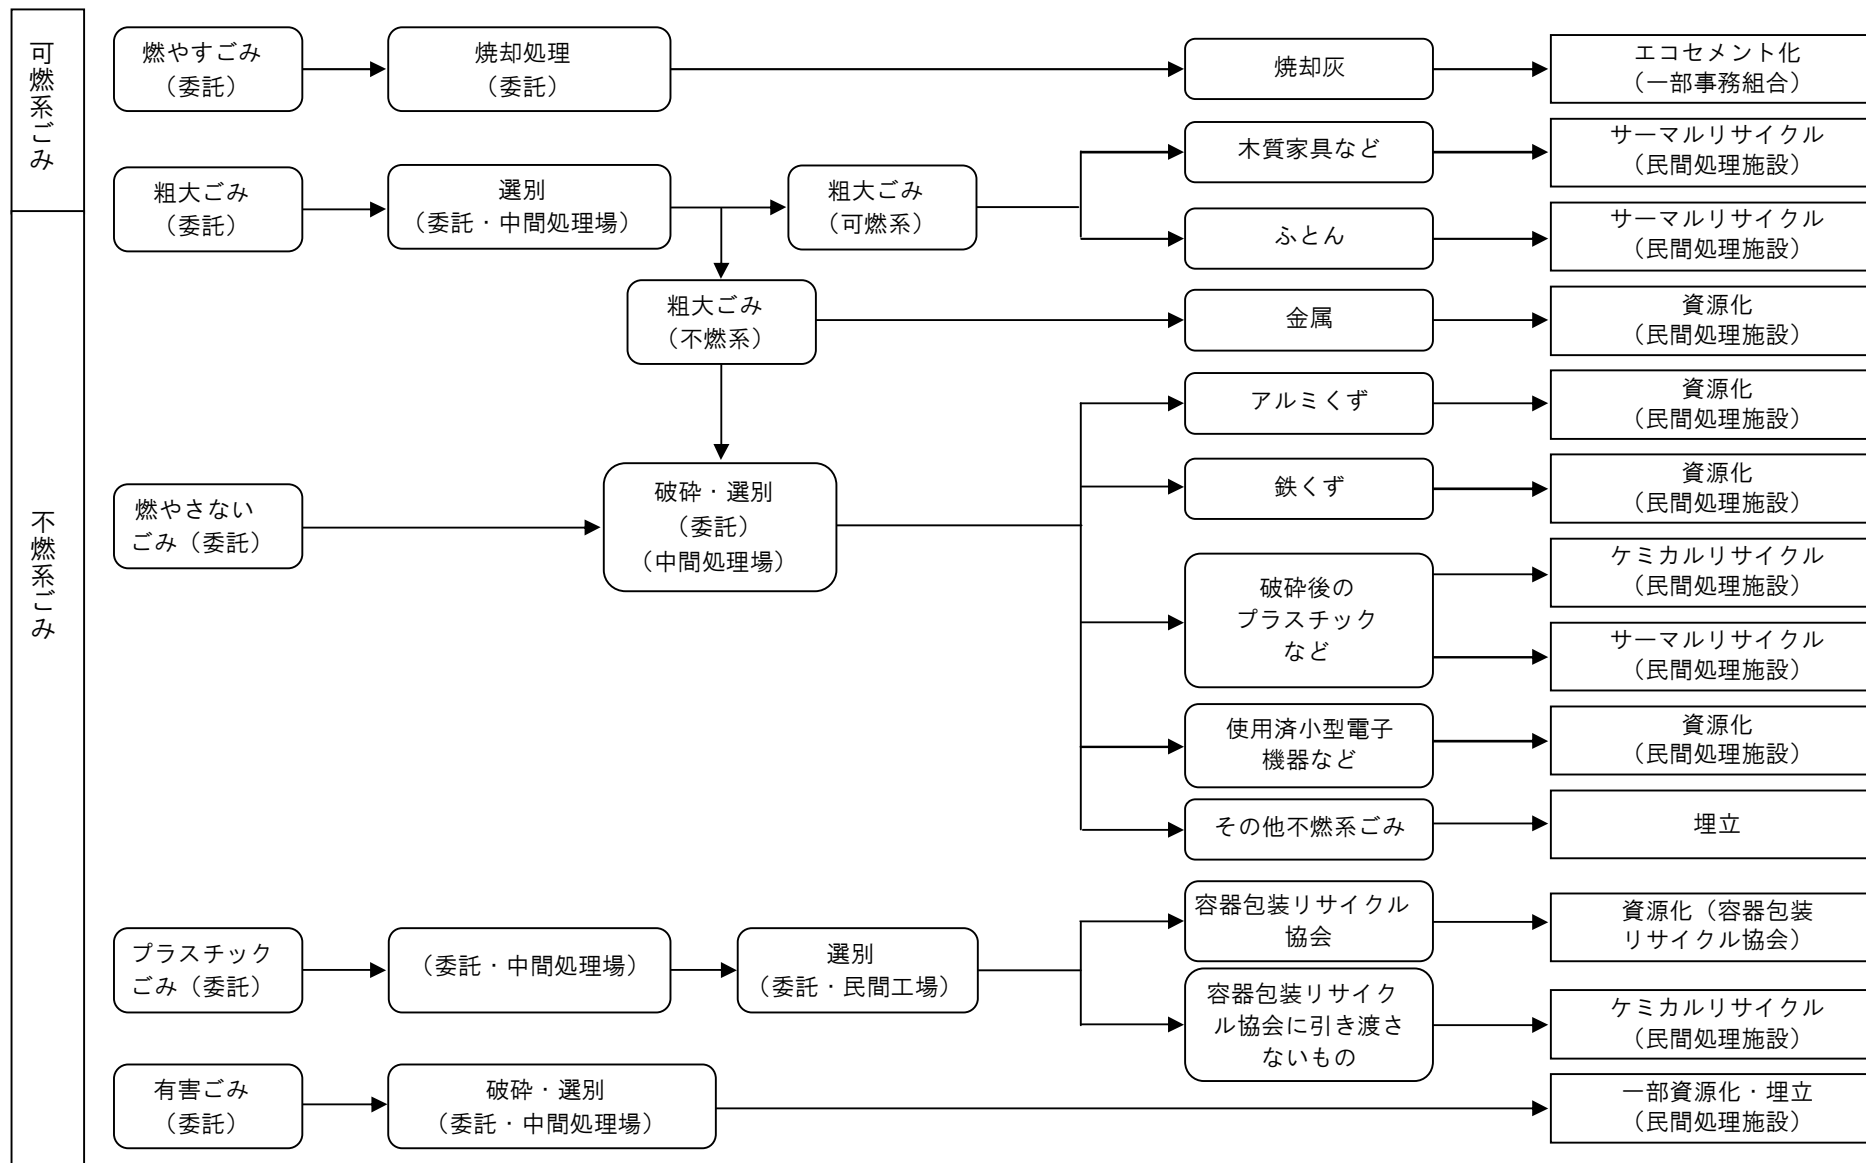 可燃系ごみ
燃やすごみ
（委託）
焼却処理
（委託）
焼却灰
エコセメント化
（一部事務組合）
粗大ごみ
（委託）
選別
（委託・中間処理場）
粗大ごみ
（可燃系）
木質家具など
サーマルリサイクル
（民間処理施設）
ふとん
サーマルリサイクル
（民間処理施設）
粗大ごみ
（不燃系）
金属
資源化
（民間処理施設）
不燃系ごみ
燃やさない
ごみ（委託）
破砕・選別
（委託）
（中間処理場）
アルミくず
資源化
（民間処理施設）
鉄くず
資源化
（民間処理施設）
破砕後の
プラスチック
など
ケミカルリサイクル
（民間処理施設）
サーマルリサイクル
（民間処理施設）
使用済小型電子
機器など
資源化
（民間処理施設）
その他不燃系ごみ
埋立
プラスチック
ごみ（委託）
（委託・中間処理場）
選別
（委託・民間工場）
容器包装リサイクル
協会
資源化（容器包装
リサイクル協会）
容器包装リサイク
ル協会に引き渡さ
ないもの
ケミカルリサイクル
（民間処理施設）
有害ごみ
（委託）
破砕・選別
（委託・中間処理場）
一部資源化・埋立
（民間処理施設）